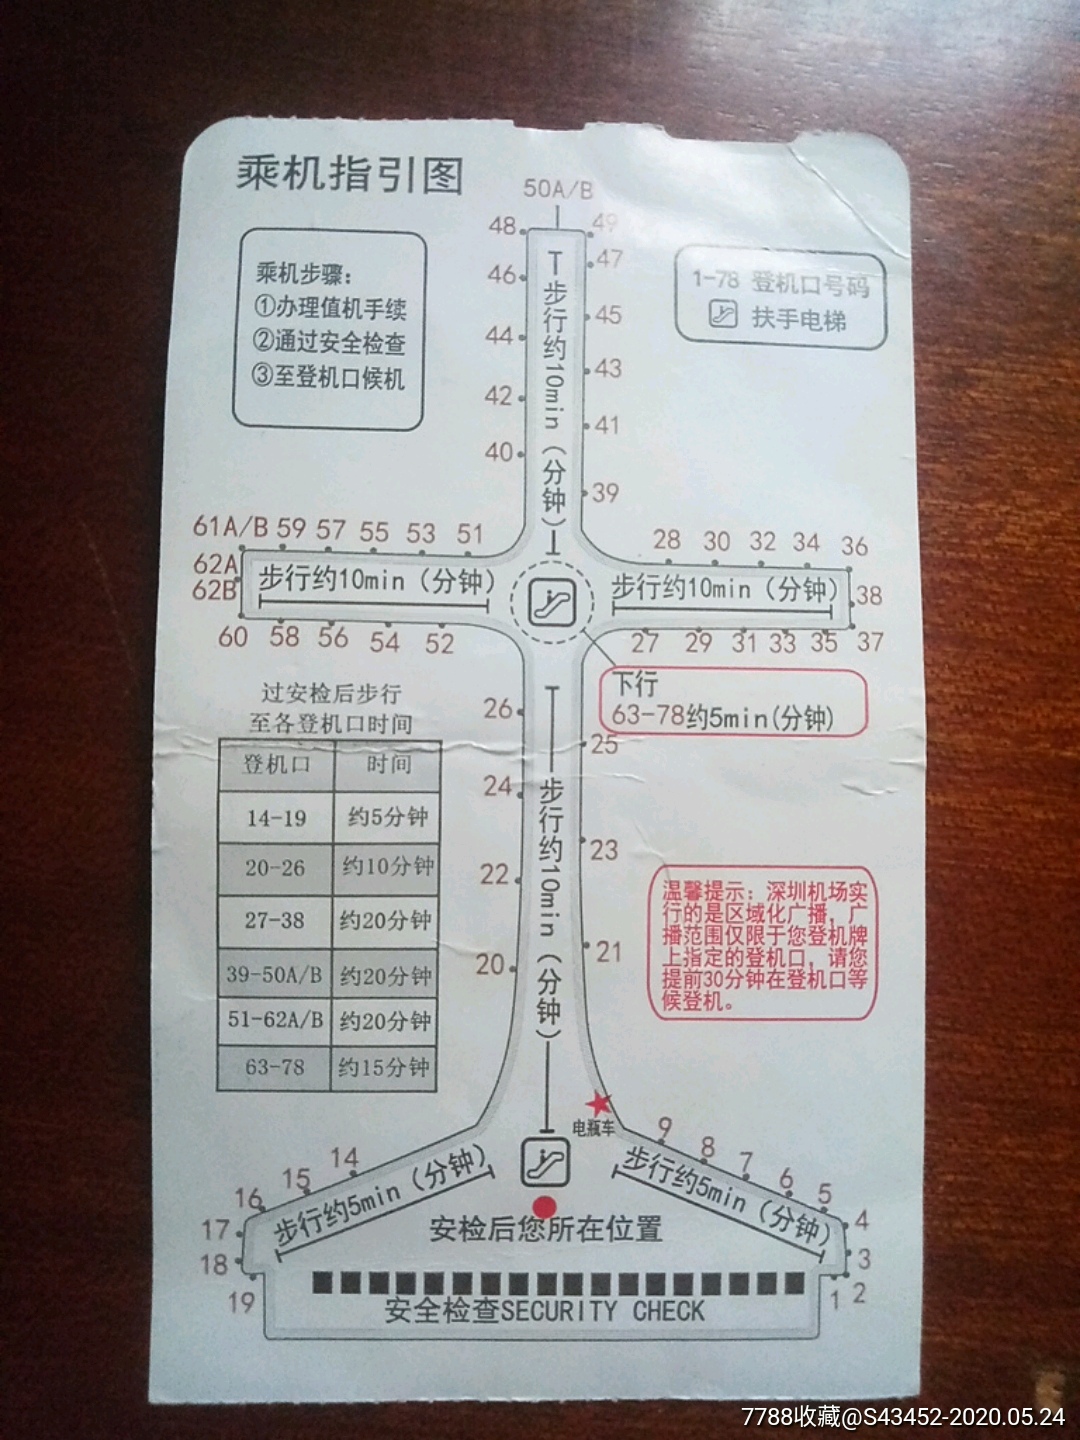 乘机指引图
乘机步骤:
①办理值机手续
②通过安全检查
③至登机口候机
1-78 登机口号码
扶手电梯
50A/B
48
49
46
47
44
45
42
43
40
41
39
步行约10min(分钟)
61A/B 59 57 55 53 51
62A
62B
步行约10min(分钟)
60 58 56 54 52
28 30 32 34 36
步行约10min(分钟)
38
27 29 31 33 35 37
下行
63-78约5min(分钟)
26
25
24
23
22
21
20
步行约10min(分钟)
过安检后步行
至各登机口时间
登机口 时间
14-19 约5分钟
20-26 约10分钟
27-38 约20分钟
39-50A/B 约20分钟
51-62A/B 约20分钟
63-78 约15分钟
温馨提示:深圳机场实
行的是区域化广播,广
播范围仅限于您登机牌
上指定的登机口,请您
提前30分钟在登机口等
候登机。
电瓶车
14
15
16
17
18
19
步行约5min(分钟)
9
8
7
6
5
4
3
2
1
步行约5min(分钟)
安检后您所在位置
安全检查SECURITY CHECK
7788收藏@S43452-2020.05.24